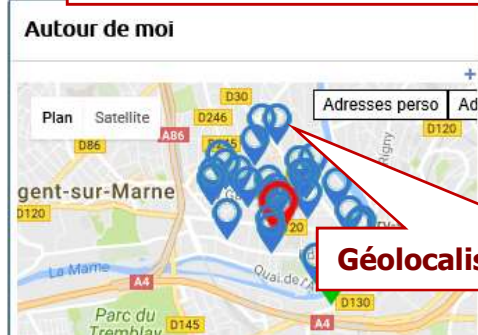 Autour de moi
+
Plan Satellite
D30
D246
Adresses perso Ad
A86
D86
D245
Rigny
D120
gent-sur-Marne
D120
20
La Marne
A4
Quai de l'A
Géolocalis
D130
A4
Parc du
Tremblay
D145